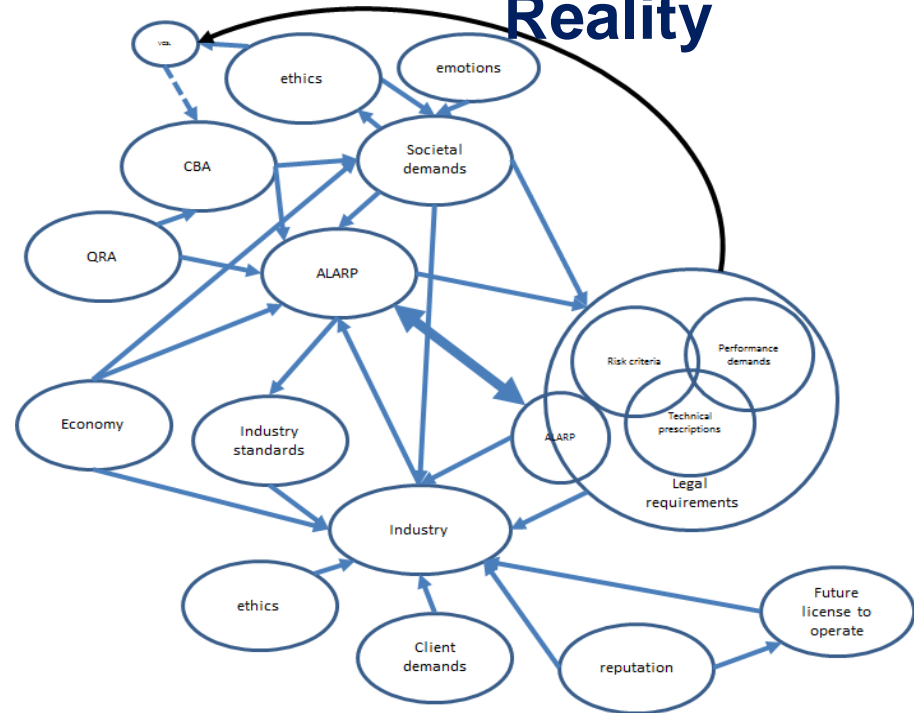 Reality
ethics
emotions
CBA
Societal
demands
QRA
ALARP
Risk criteria
Performance
demands
Technical
prescriptions
ALARP
Legal
requirements
Economy
Industry
standards
Industry
ethics
Client
demands
reputation
Future
license to
operate